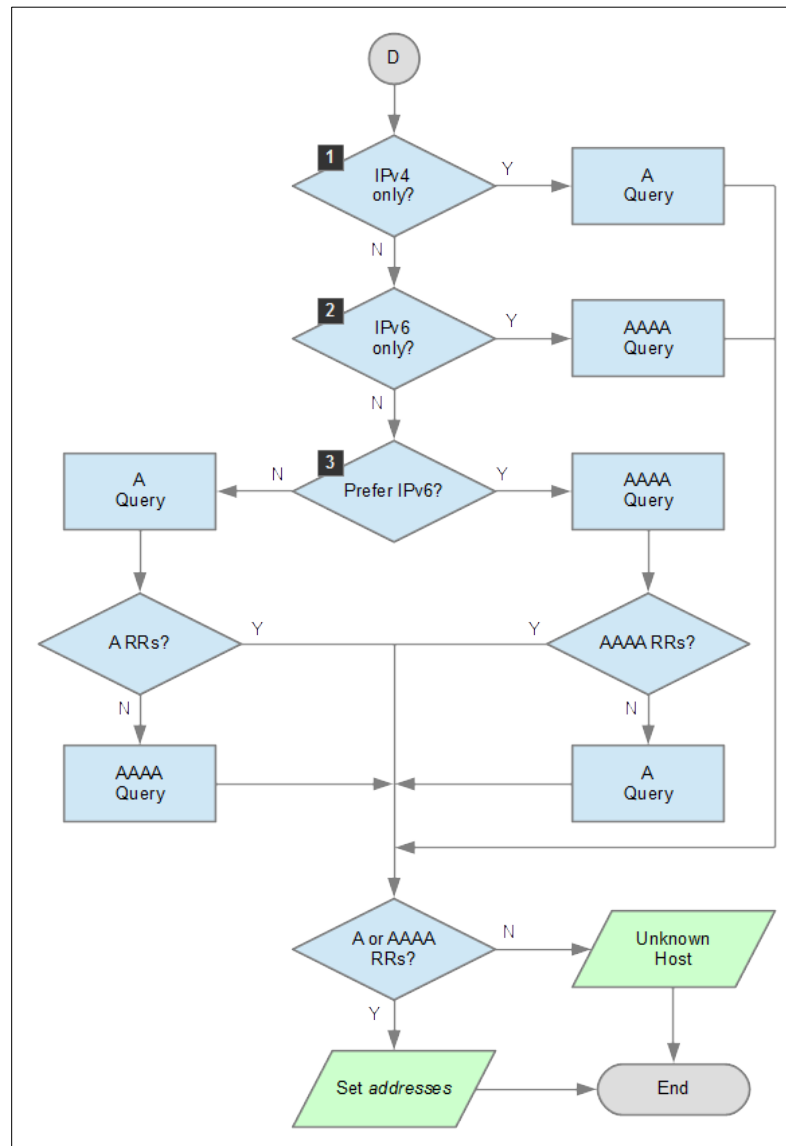 D
1
IPv4
only?
Y
A
Query
N
2
IPv6
only?
Y
AAAA
Query
N
A
Query
N
3
Prefer IPv6?
Y
AAAA
Query
A RRs?
Y
Y
AAAA RRs?
N
N
AAAA
Query
A
Query
A or AAAA
RRs?
N
Unknown
Host
Y
Set addresses
End